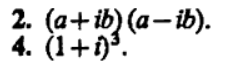 2. (a+ib)(a−ib).
4. (1+i)³.